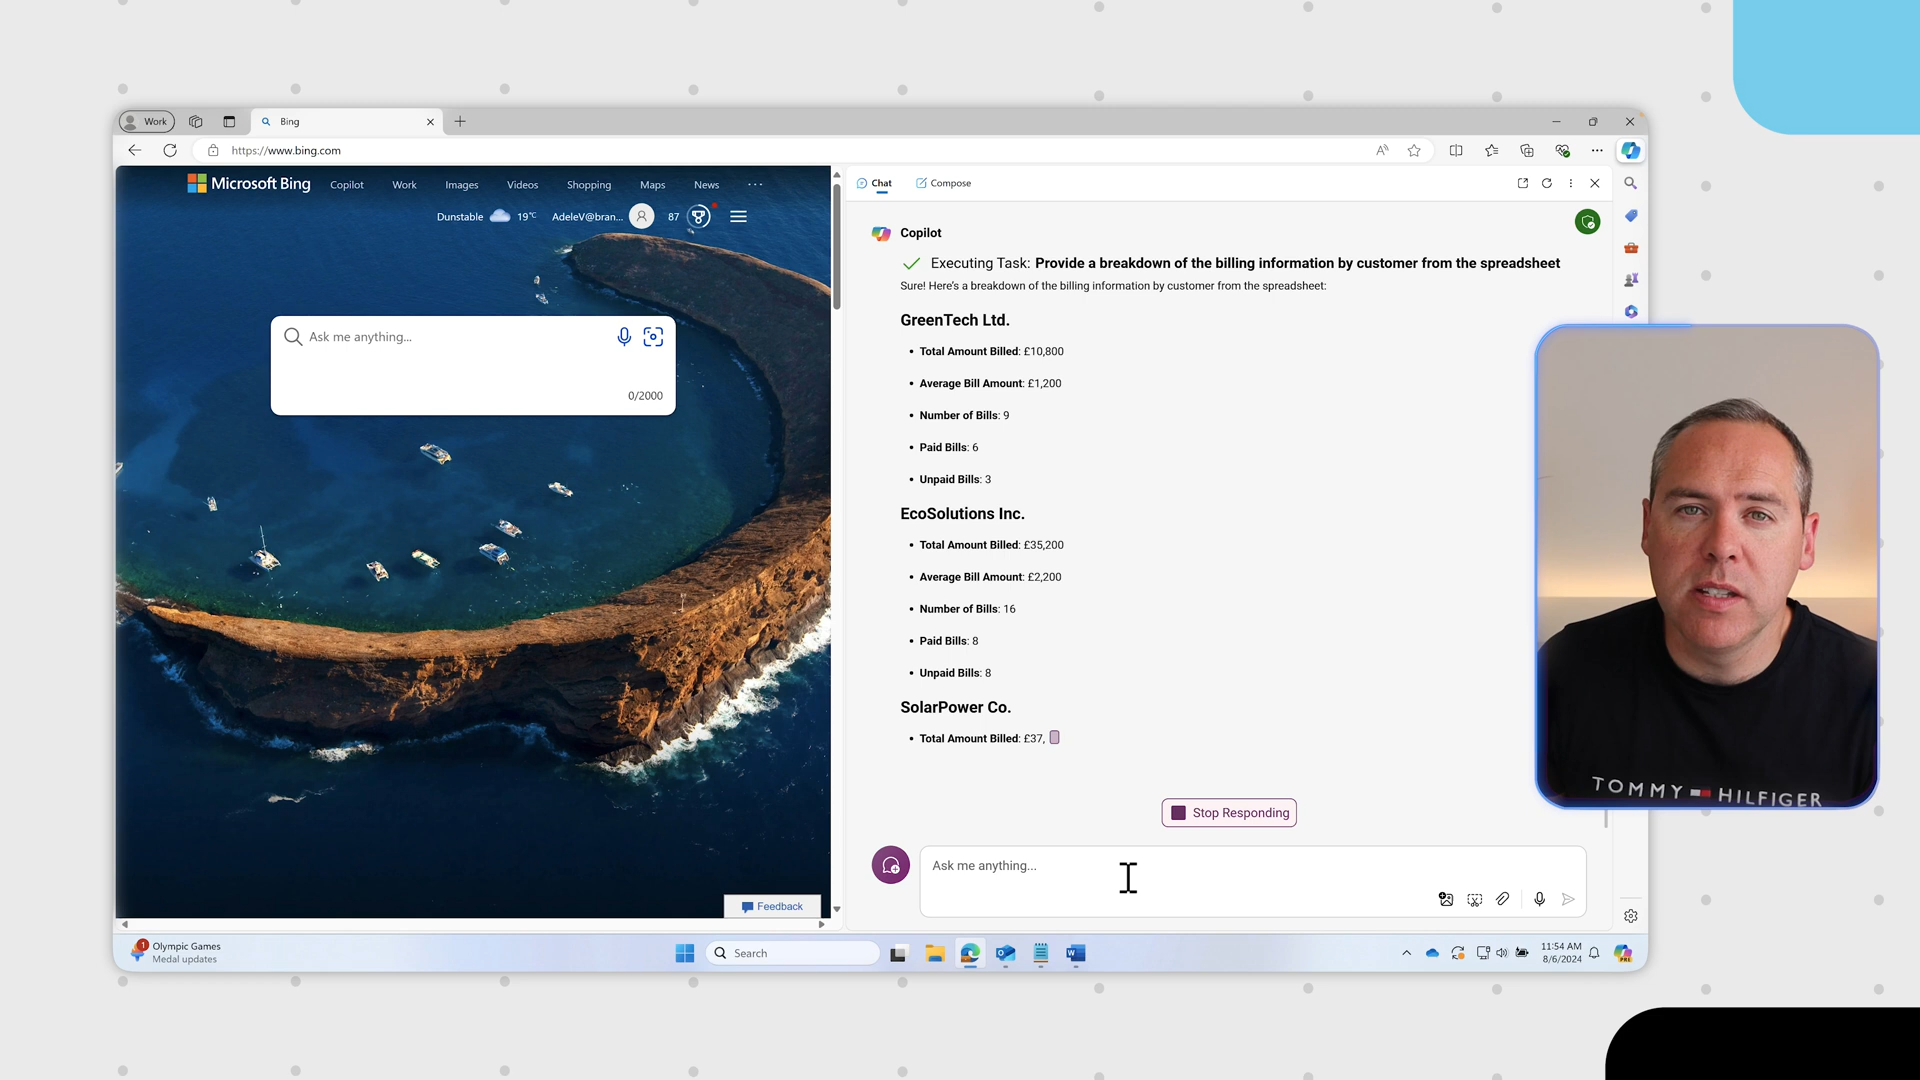 Work
Bing
https://www.bing.com
Microsoft Bing
Copilot
Work
Images
Videos
Shopping
Maps
News
Dunstable
19°C
AdeleV@bran...
87
Ask me anything...
0/2000
Feedback
Chat
Compose
Copilot
Executing Task: Provide a breakdown of the billing information by customer from the spreadsheet
Sure! Here's a breakdown of the billing information by customer from the spreadsheet:
GreenTech Ltd.
• Total Amount Billed: £10,800
• Average Bill Amount: £1,200
• Number of Bills: 9
• Paid Bills: 6
• Unpaid Bills: 3
EcoSolutions Inc.
• Total Amount Billed: £35,200
• Average Bill Amount: £2,200
• Number of Bills: 16
• Paid Bills: 8
• Unpaid Bills: 8
SolarPower Co.
• Total Amount Billed: £37,
Stop Responding
Ask me anything...
TOMMY HILFIGER
1
Olympic Games
Medal updates
Search
11:54 AM
8/6/2024